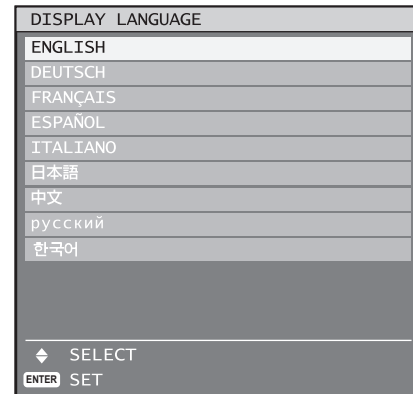 DISPLAY LANGUAGE
ENGLISH
DEUTSCH
FRANÇAIS
ESPAÑOL
ITALIANO
日本語
中文
русский
한국어
SELECT
ENTER SET